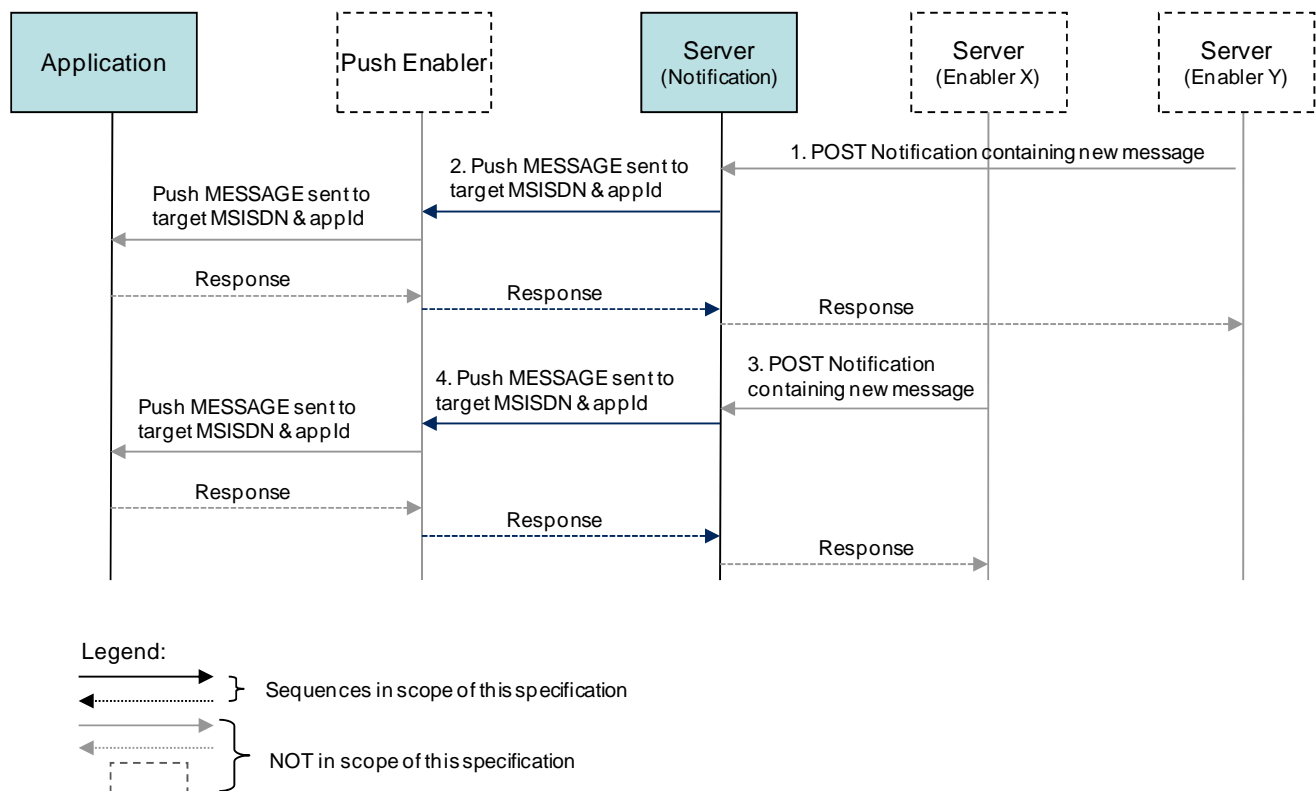 Application
Push Enabler
Server
(Notification)
Server
(Enabler X)
Server
(Enabler Y)
1. POST Notification containing new message
2. Push MESSAGE sent to
target MSISDN & appId
Push MESSAGE sent to
target MSISDN & appId
Response
Response
Response
3. POST Notification
containing new message
4. Push MESSAGE sent to
target MSISDN & appId
Push MESSAGE sent to
target MSISDN & appId
Response
Response
Response
Legend:
Sequences in scope of this specification
NOT in scope of this specification